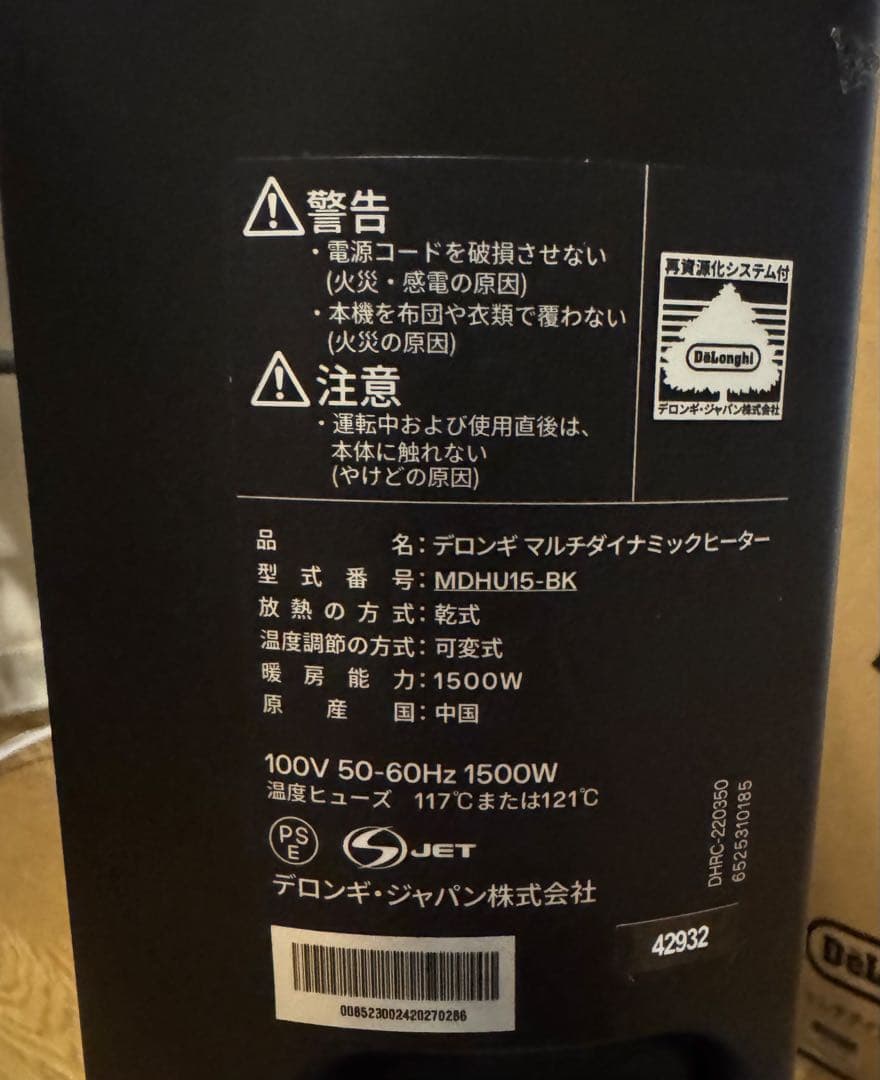 警告
・電源コードを破損させない
(火災・感電の原因)
・本機を布団や衣類で覆わない
(火災の原因)
注意
・運転中および使用直後は、
本体に触れない
(やけどの原因)
再資源化システム付
DeLonghi
デロンギ・ジャパン株式会社
品名：デロンギ マルチダイナミックヒーター
型式番号：MDHU15-BK
放熱の方式：乾式
温度調節の方式：可変式
暖房能力：1500W
原産国：中国
100V 50-60Hz 1500W
温度ヒューズ 117℃または121℃
PSE
S JET
デロンギ・ジャパン株式会社
DHRC-220350
6525310185
42932
008523002420270286
DeL